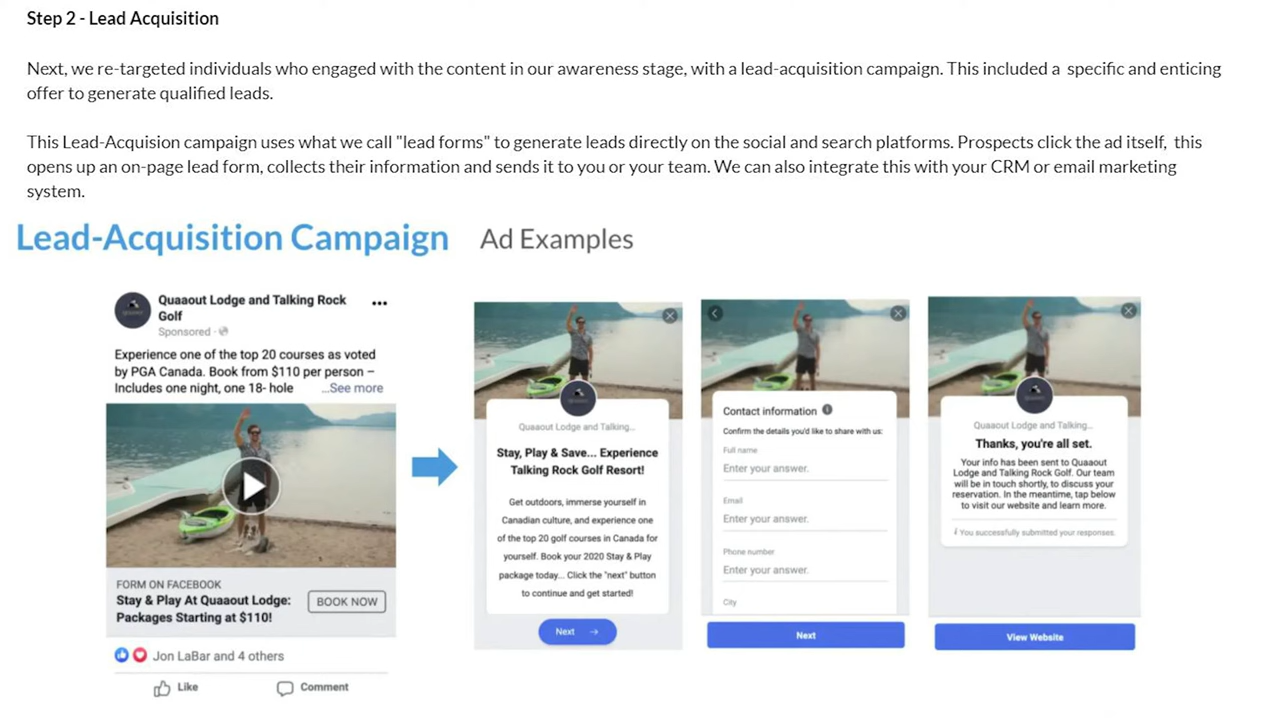 Step 2 - Lead Acquisition
Next, we re-targeted individuals who engaged with the content in our awareness stage, with a lead-acquisition campaign. This included a specific and enticing
offer to generate qualified leads.
This Lead-Acquision campaign uses what we call "lead forms" to generate leads directly on the social and search platforms. Prospects click the ad itself, this
opens up an on-page lead form, collects their information and sends it to you or your team. We can also integrate this with your CRM or email marketing
system.
Lead-Acquisition Campaign Ad Examples
Quaaout Lodge and Talking Rock
Golf
Sponsored ·
Experience one of the top 20 courses as voted
by PGA Canada. Book from $110 per person –
Includes one night, one 18- hole ...See more
FORM ON FACEBOOK
Stay & Play At Quaaout Lodge:
Packages Starting at $110!
BOOK NOW
Jon LaBar and 4 others
Like Comment
Quaaout Lodge and Talking...
Stay, Play & Save... Experience
Talking Rock Golf Resort!
Get outdoors, immerse yourself in
Canadian culture, and experience one
of the top 20 golf courses in Canada for
yourself. Book your 2020 Stay & Play
package today... Click the "next" button
to continue and get started!
Next
Contact information
Confirm the details you'd like to share with us:
Full name
Enter your answer.
Email
Enter your answer.
Phone number
Enter your answer.
City
Next
Quaaout Lodge and Talking...
Thanks, you're all set.
Your info has been sent to Quaaout
Lodge and Talking Rock Golf. Our team
will be in touch shortly, to discuss your
reservation. In the meantime, tap below
to visit our website and learn more.
You successfully submitted your responses.
View Website